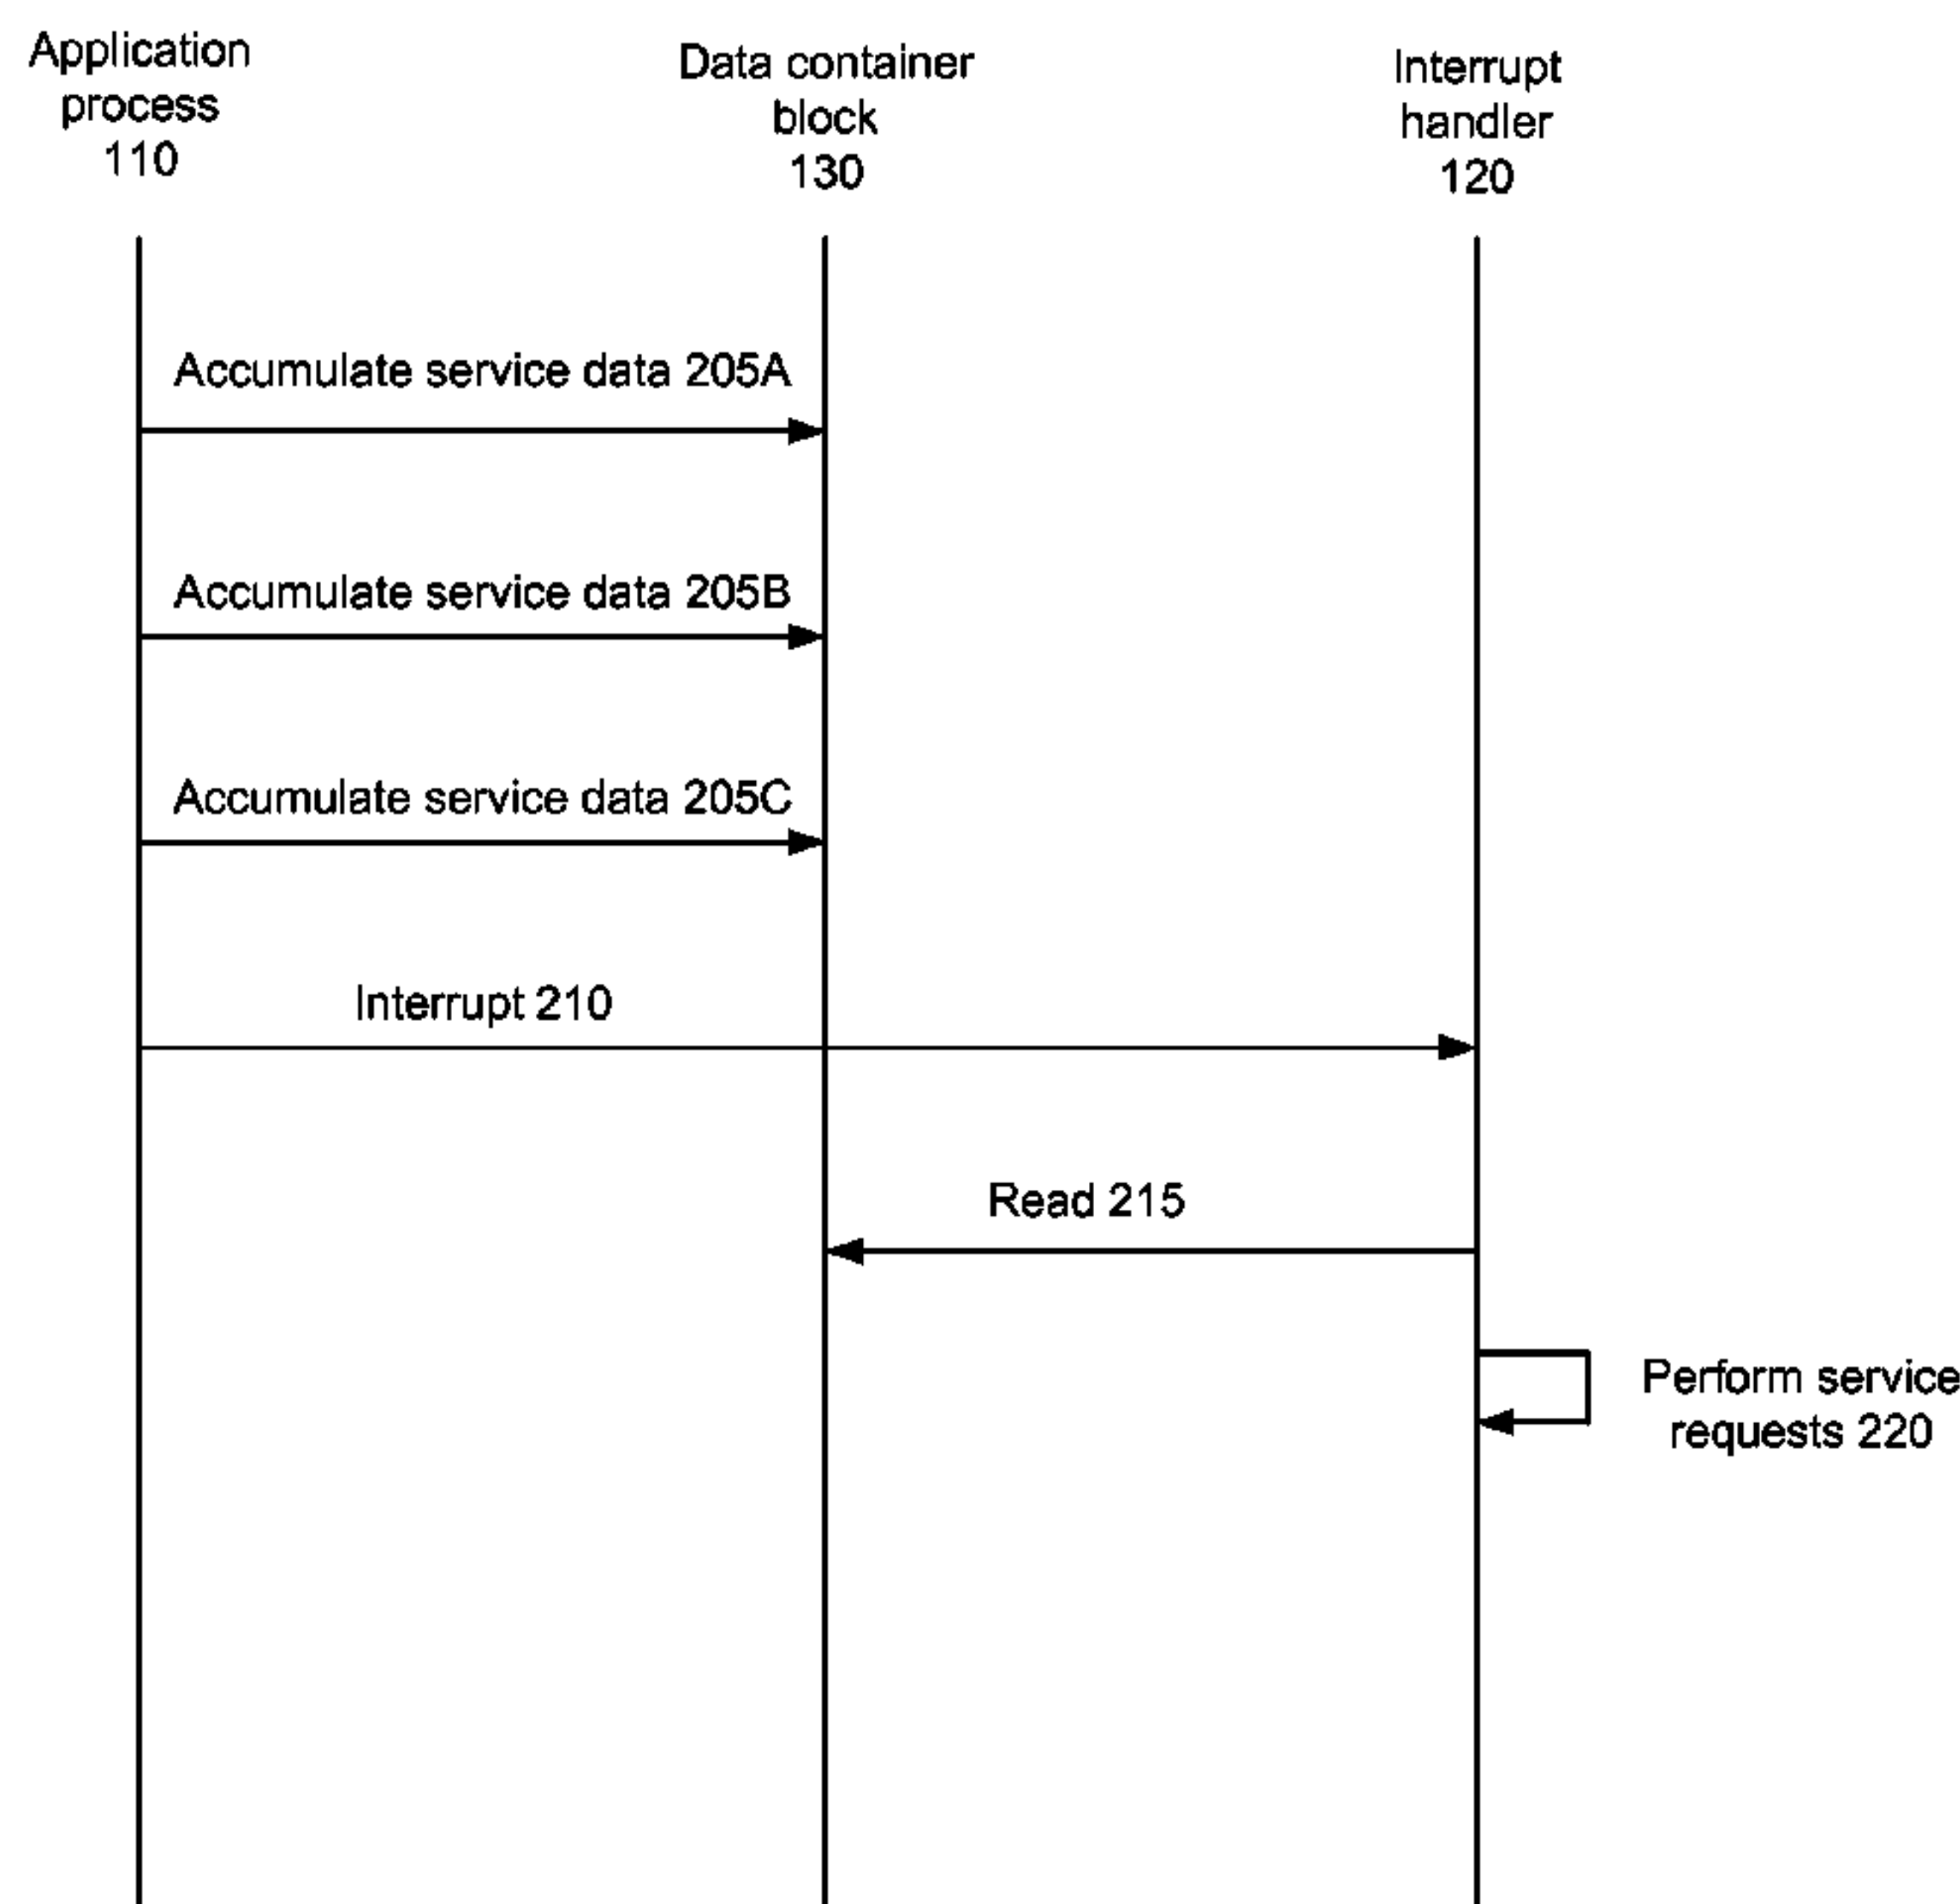 Application
process
110
Data container
block
130
Interrupt
handler
120
Accumulate service data 205A
Accumulate service data 205B
Accumulate service data 205C
Interrupt 210
Read 215
Perform service
requests 220